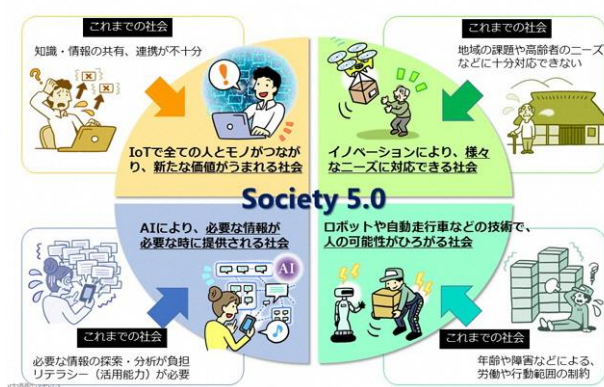 これまでの社会
知識・情報の共有、連携が不十分
IoTで全ての人とモノがつなが
り、新たな価値がうまれる社会
これまでの社会
地域の課題や高齢者のニーズ
などに十分対応できない
イノベーションにより、様々
なニーズに対応できる社会
Society 5.0
AIにより、必要な情報が
必要な時に提供される社会
AI
これまでの社会
必要な情報の探索・分析が負担
リテラシー（活用能力）が必要
ロボットや自動走行車などの技術で、
人の可能性がひろがる社会
これまでの社会
年齢や障害などによる、
労働や行動範囲の制約